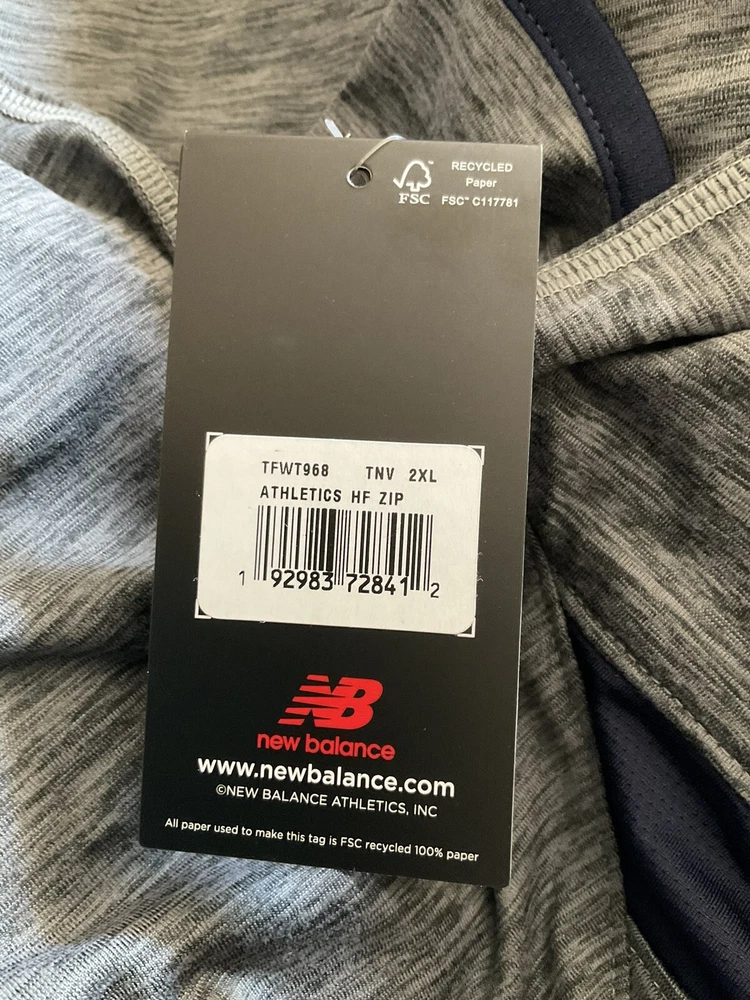 RECYCLED
Paper
FSC™ C117781
FSC
TFWT968 TNV 2XL
ATHLETICS HF ZIP
1 92983 72841 2
NB
new balance
www.newbalance.com
©NEW BALANCE ATHLETICS, INC
All paper used to make this tag is FSC recycled 100% paper